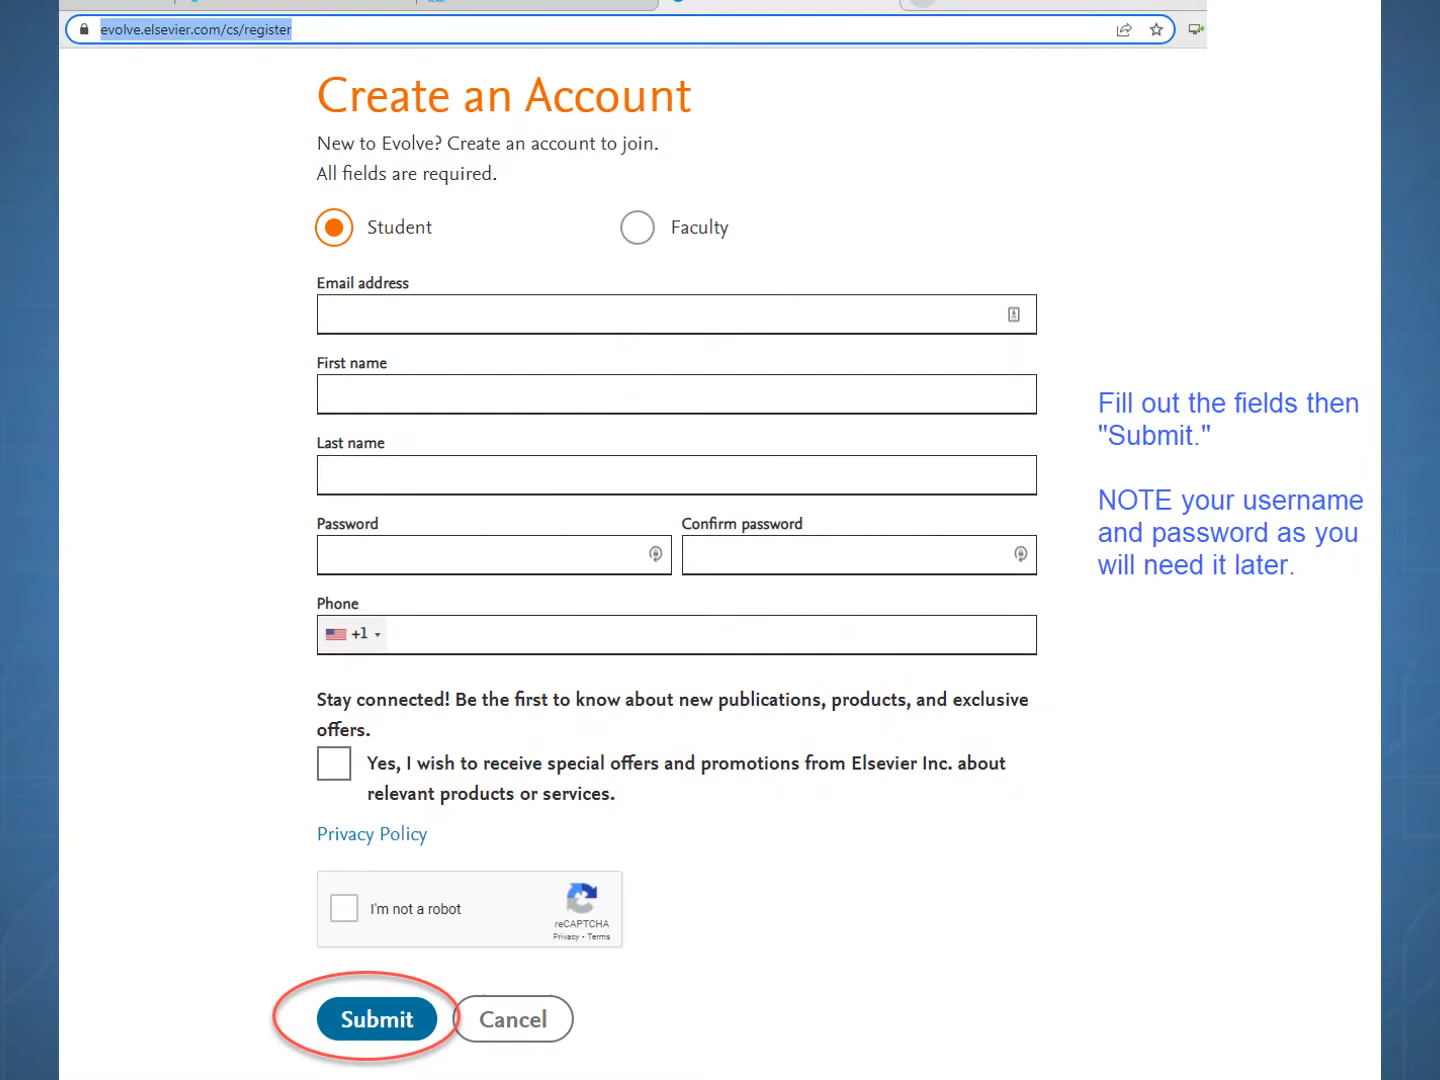 evolve.elsevier.com/cs/register
Create an Account
New to Evolve? Create an account to join.
All fields are required.
Student
Faculty
Email address
First name
Last name
Password
Confirm password
Phone
+1
Stay connected! Be the first to know about new publications, products, and exclusive
offers.
Yes, I wish to receive special offers and promotions from Elsevier Inc. about
relevant products or services.
Privacy Policy
I'm not a robot
reCAPTCHA
Privacy • Terms
Submit
Cancel
Fill out the fields then
"Submit."
NOTE your username
and password as you
will need it later.